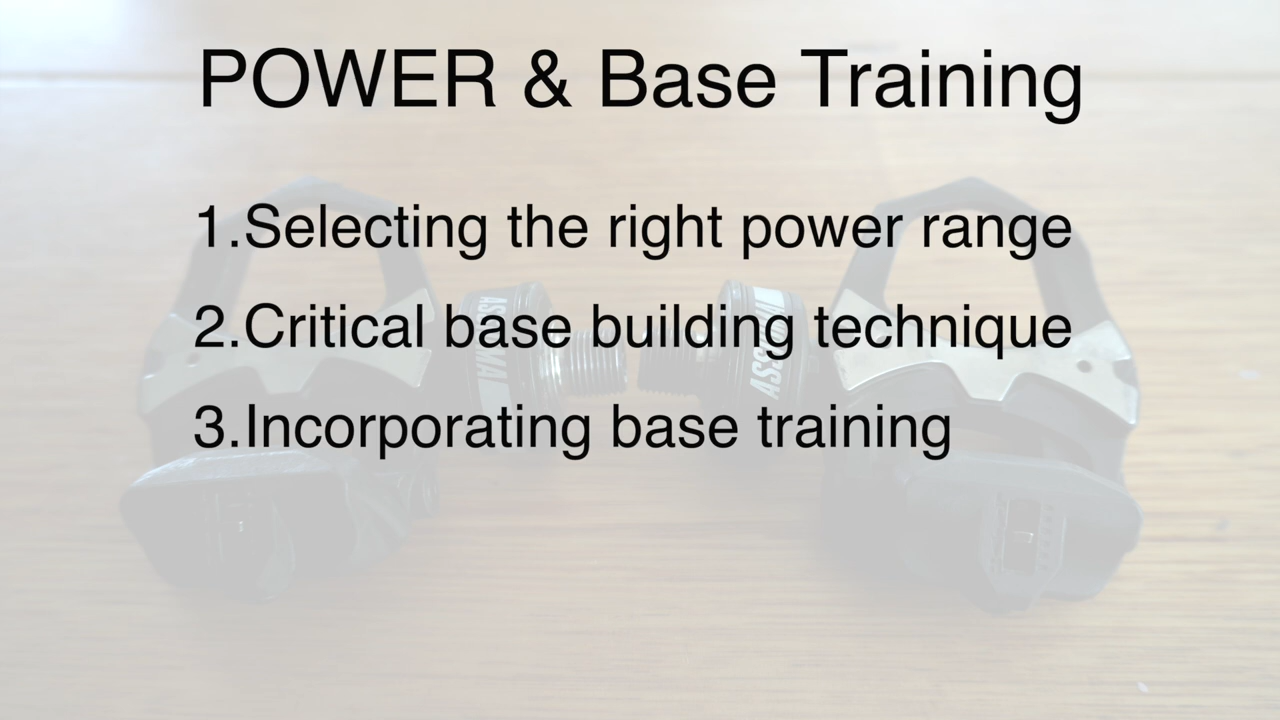 POWER & Base Training
1.Selecting the right power range
2.Critical base building technique
3.Incorporating base training